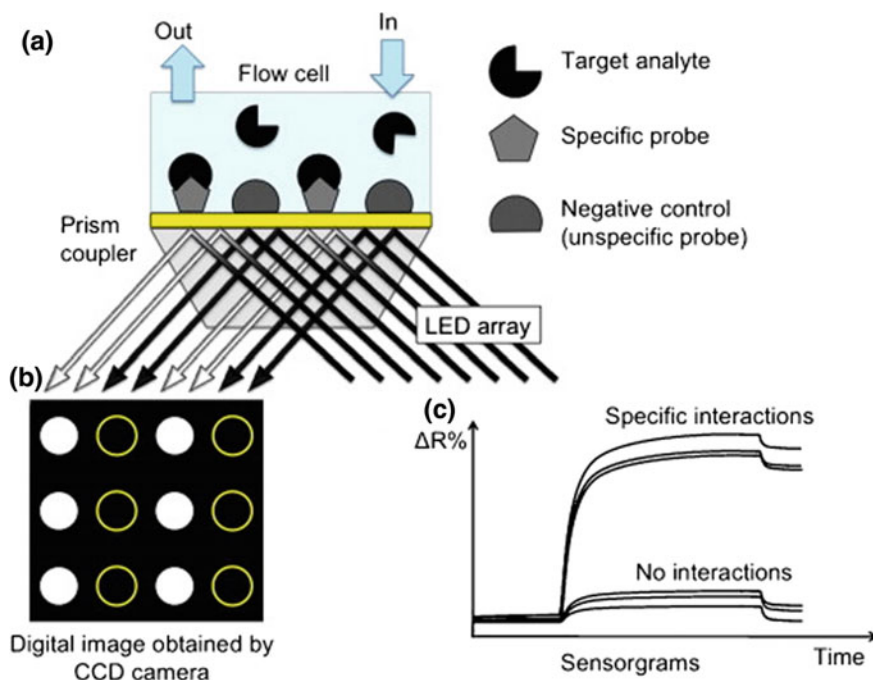 (a)
Out
In
Flow cell
Target analyte
Specific probe
Negative control
(unspecific probe)
Prism
coupler
LED array
(b)
Digital image obtained by
CCD camera
(c)
ΔR%
Specific interactions
No interactions
Sensorgrams
Time